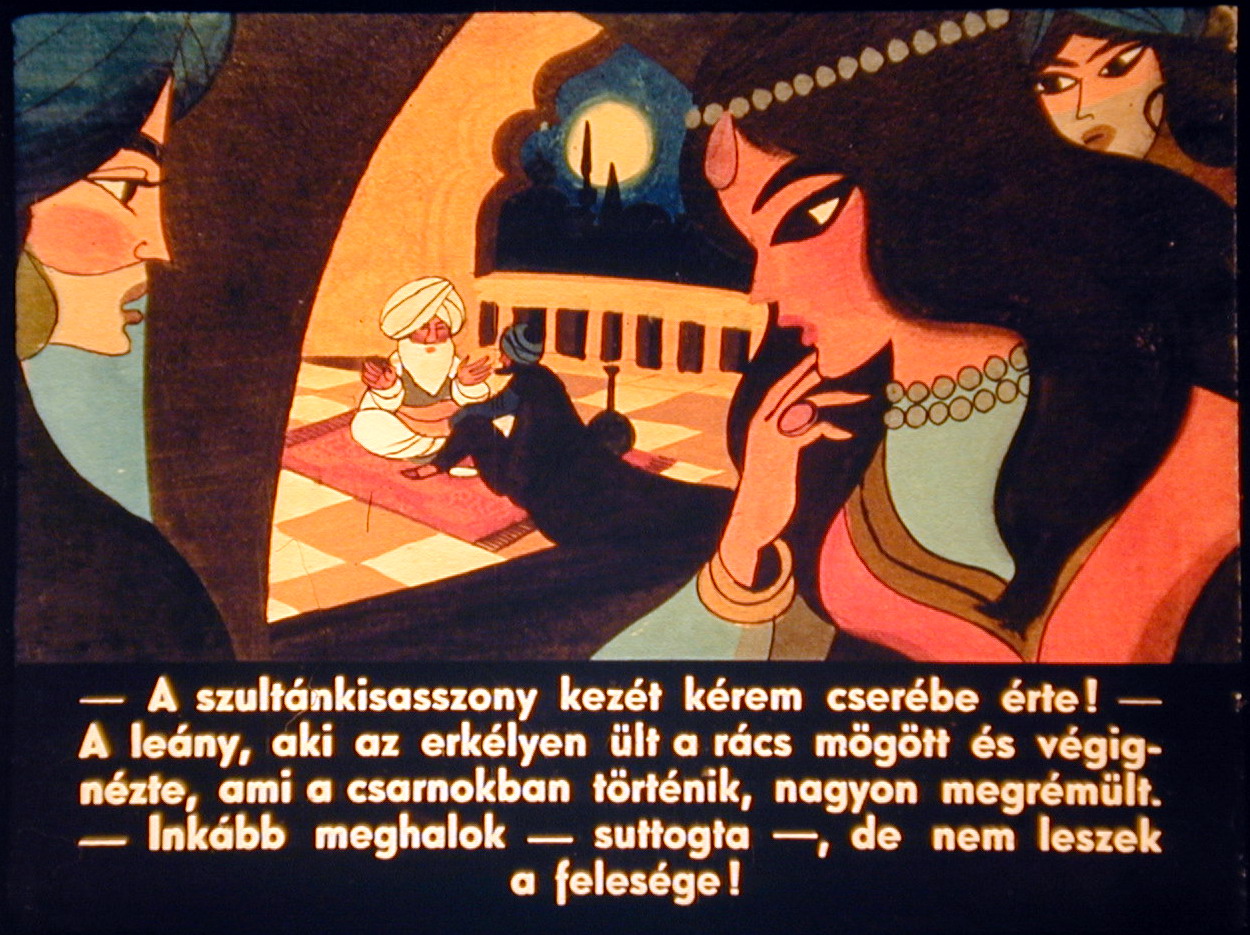 — A szultánkisasszony kezét kérem cserébe érte! —
A leány, aki az erkélyen ült a rács mögött és végig-
nézte, ami a csarnokban történik, nagyon megrémült.
— Inkább meghalok — suttogta —, de nem leszek
a felesége!